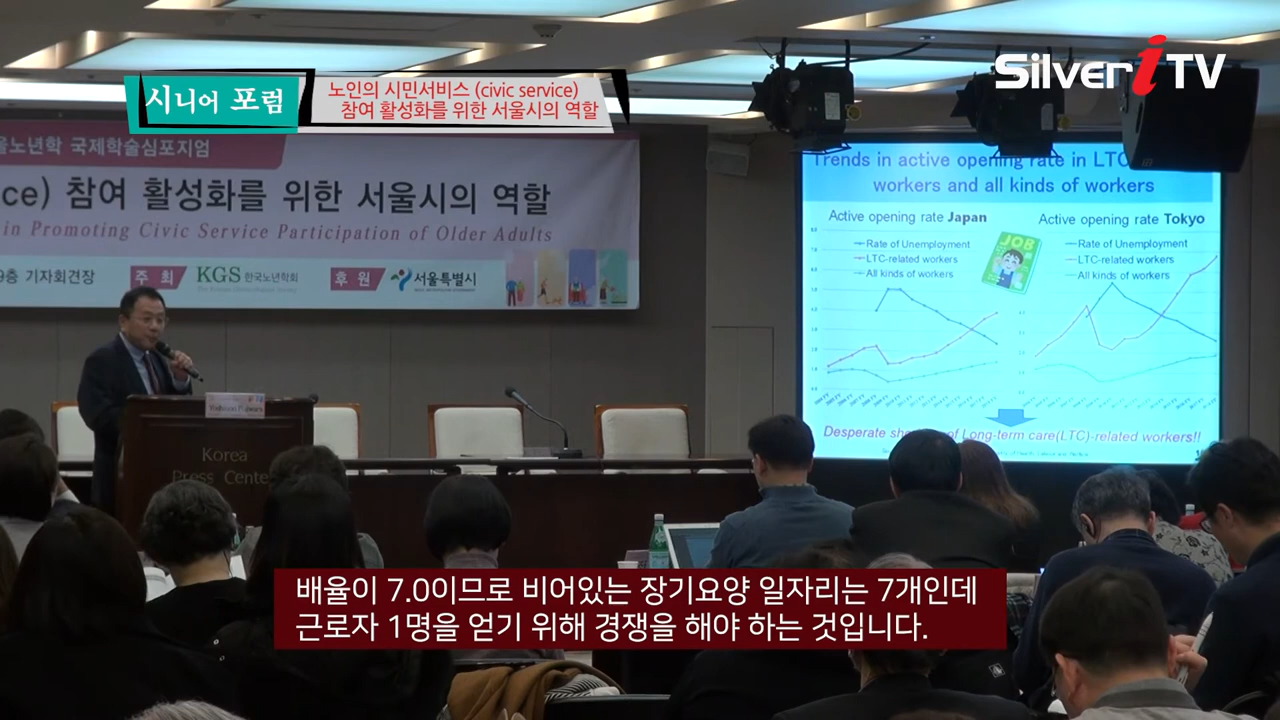 Silver i TV
시니어 포럼
노인의 시민서비스 (civic service)
참여 활성화를 위한 서울시의 역할
울노년학 국제학술심포지엄
ce) 참여 활성화를 위한 서울시의 역할
in Promoting Civic Service Participation of Older Adults
9층 기자회견장
주최
KGS 한국노년학회
후원
서울특별시
Korea
Press Cente
Trends in active opening rate in LTC
workers and all kinds of workers
Active opening rate Japan
Rate of Unemployment
LTC-related workers
All kinds of workers
JOB
Active opening rate Tokyo
Rate of Unemployment
LTC-related workers
All kinds of workers
Desperate of Long-term care(LTC)-related workers!!
배율이 7.0이므로 비어있는 장기요양 일자리는 7개인데
근로자 1명을 얻기 위해 경쟁을 해야 하는 것입니다.